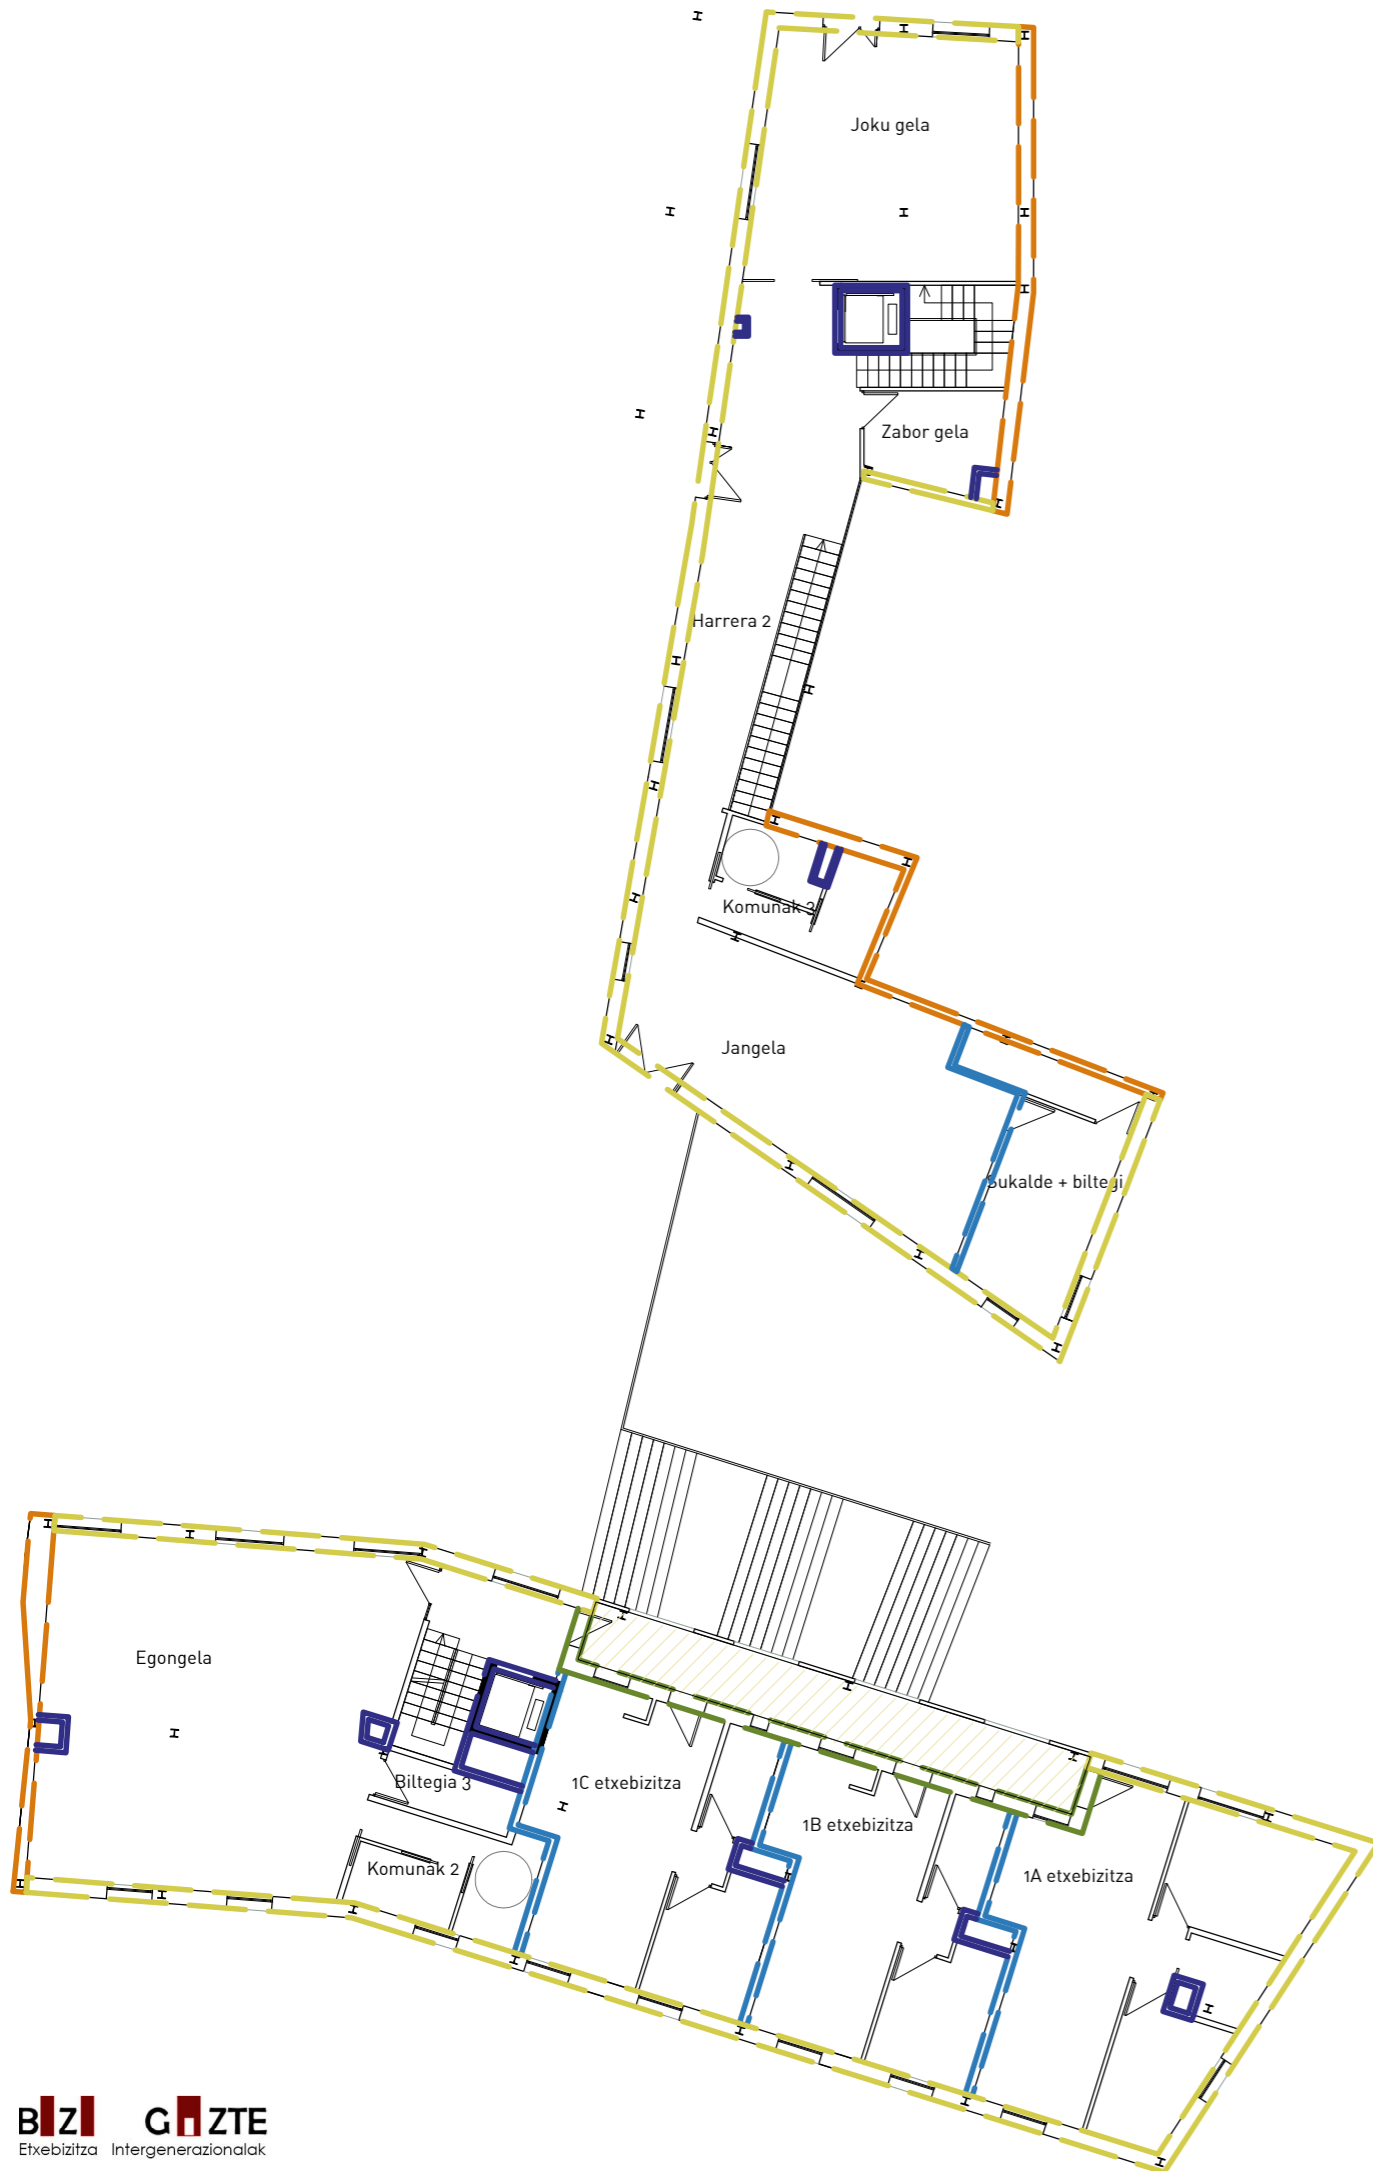 Joku gela
Zabor gela
Harrera 2
Komunak 3
Jangela
Sukalde + biltegi
Egongela
Biltegia 3
1C etxebizitza
1B etxebizitza
Komunak 2
1A etxebizitza
BIZI GAZTE
Etxebizitza Intergenerazionalak